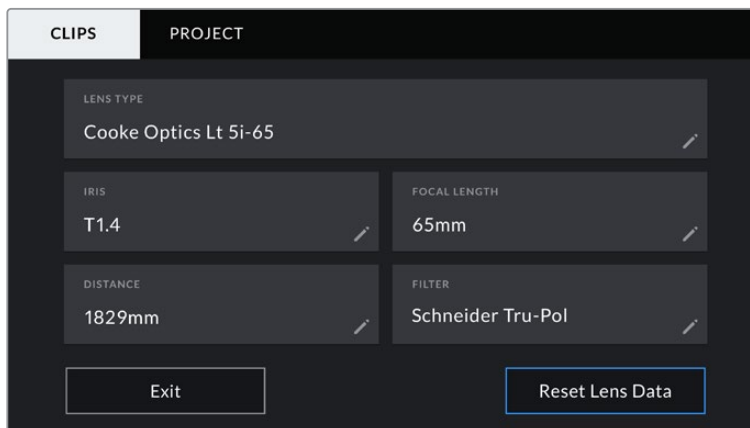 CLIPS
PROJECT
LENS TYPE
Cooke Optics Lt 5i-65
IRIS
T1.4
FOCAL LENGTH
65mm
DISTANCE
1829mm
FILTER
Schneider Tru-Pol
Exit
Reset Lens Data